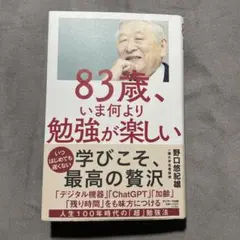 83歳、
いま何より
勉強が楽しい
いつ
はじめても
遅くない
学びこそ、
最高の贅沢
野口悠紀雄
「デジタル機器」「ChatGPT」「加齢」
「残り時間」をも味方につける
人生100年時代の「超」勉強法